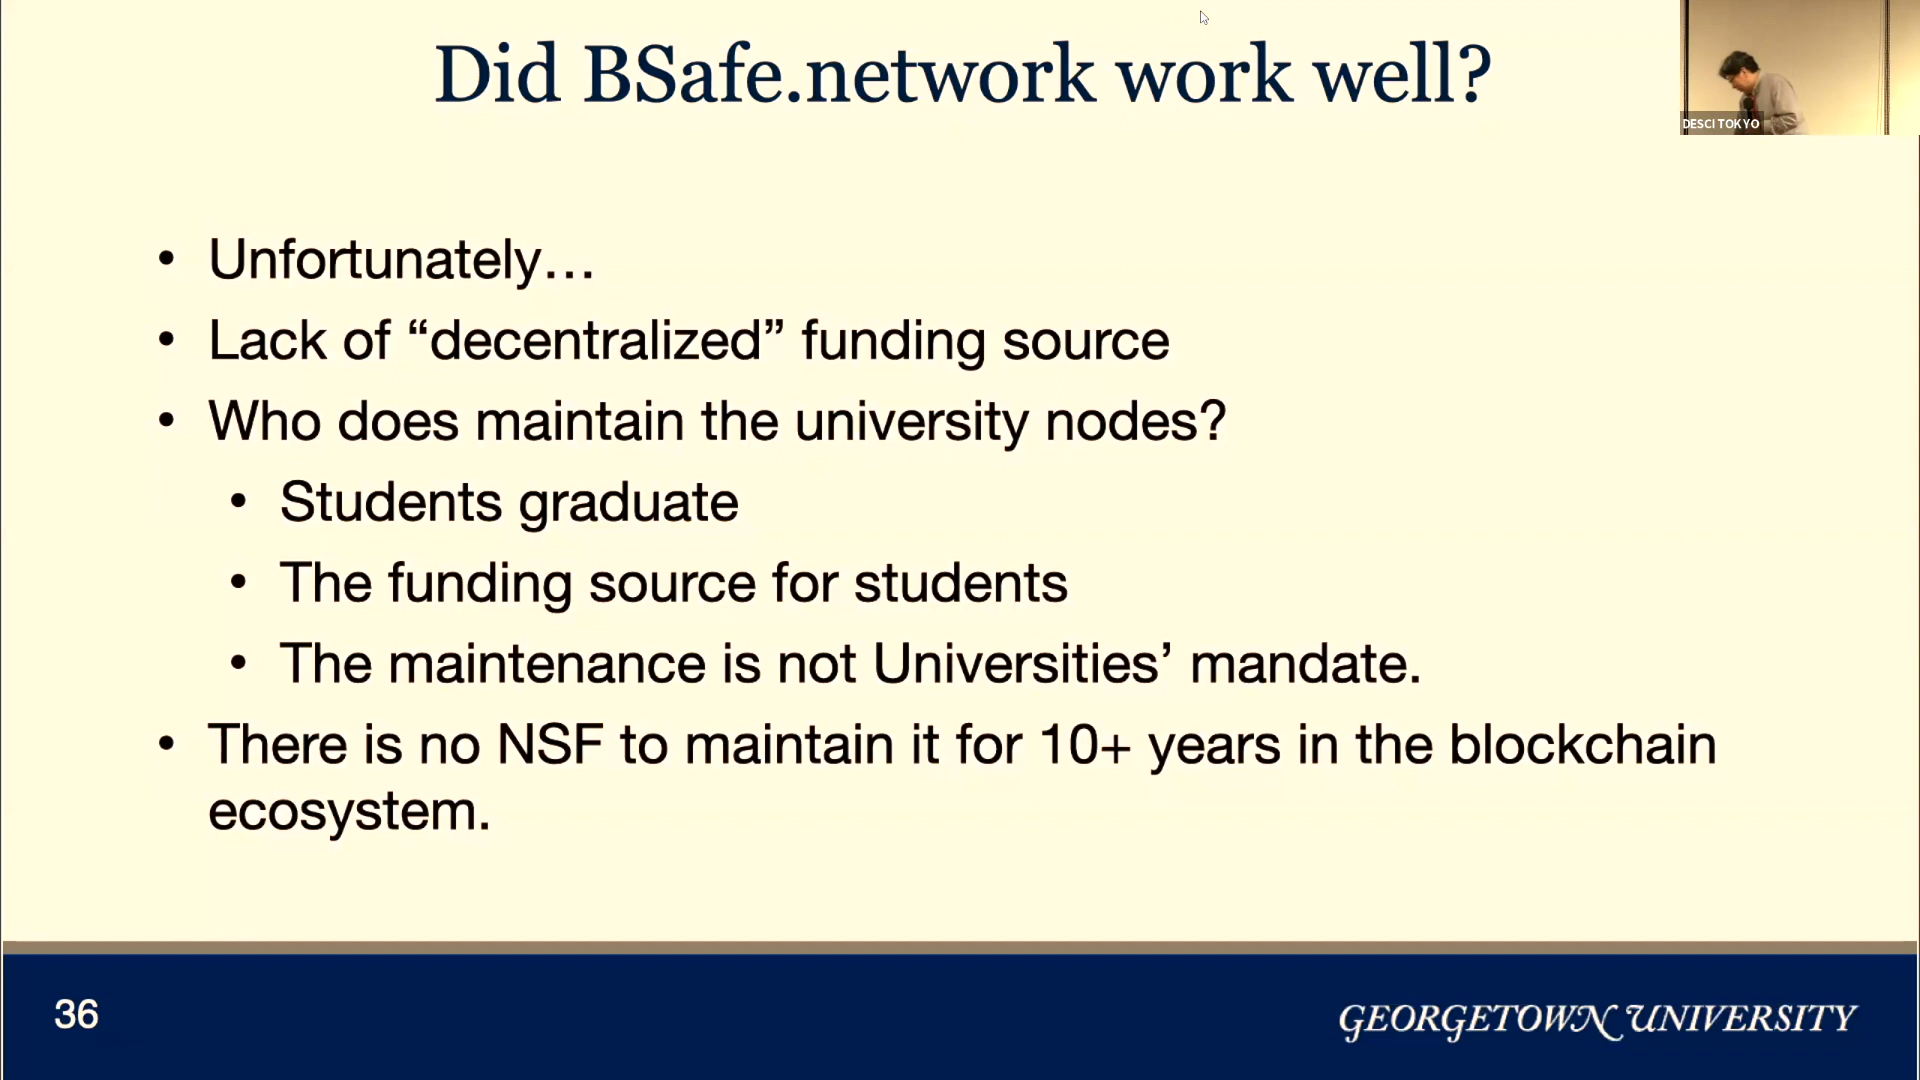 Did BSafe.network work well?
DESCI TOKYO
• Unfortunately…
• Lack of “decentralized” funding source
• Who does maintain the university nodes?
• Students graduate
• The funding source for students
• The maintenance is not Universities’ mandate.
• There is no NSF to maintain it for 10+ years in the blockchain
ecosystem.
36
GEORGETOWN UNIVERSITY